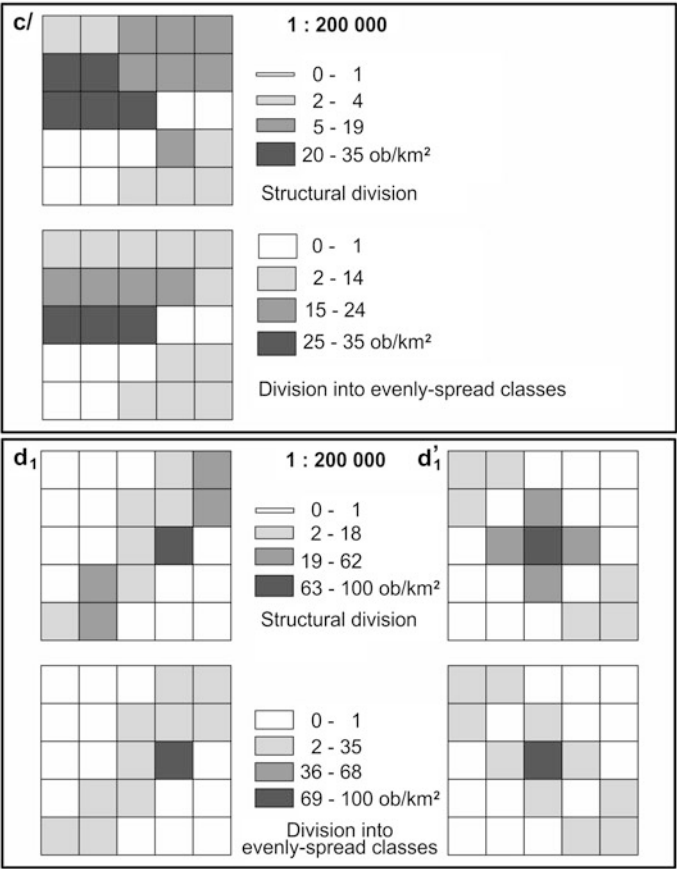 c/
1 : 200 000
0 - 1
2 - 4
5 - 19
20 - 35 ob/km²
Structural division
0 - 1
2 - 14
15 - 24
25 - 35 ob/km²
Division into evenly-spread classes
d₁
1 : 200 000
d'₁
0 - 1
2 - 18
19 - 62
63 - 100 ob/km²
Structural division
0 - 1
2 - 35
36 - 68
69 - 100 ob/km²
Division into
evenly-spread classes